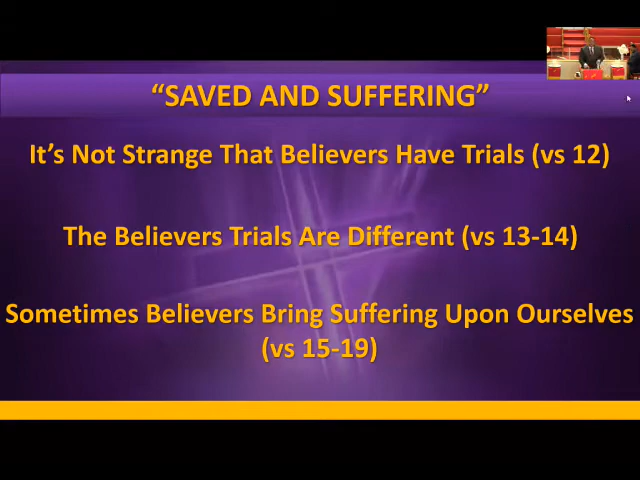 “SAVED AND SUFFERING”
It’s Not Strange That Believers Have Trials (vs 12)
The Believers Trials Are Different (vs 13-14)
Sometimes Believers Bring Suffering Upon Ourselves
(vs 15-19)